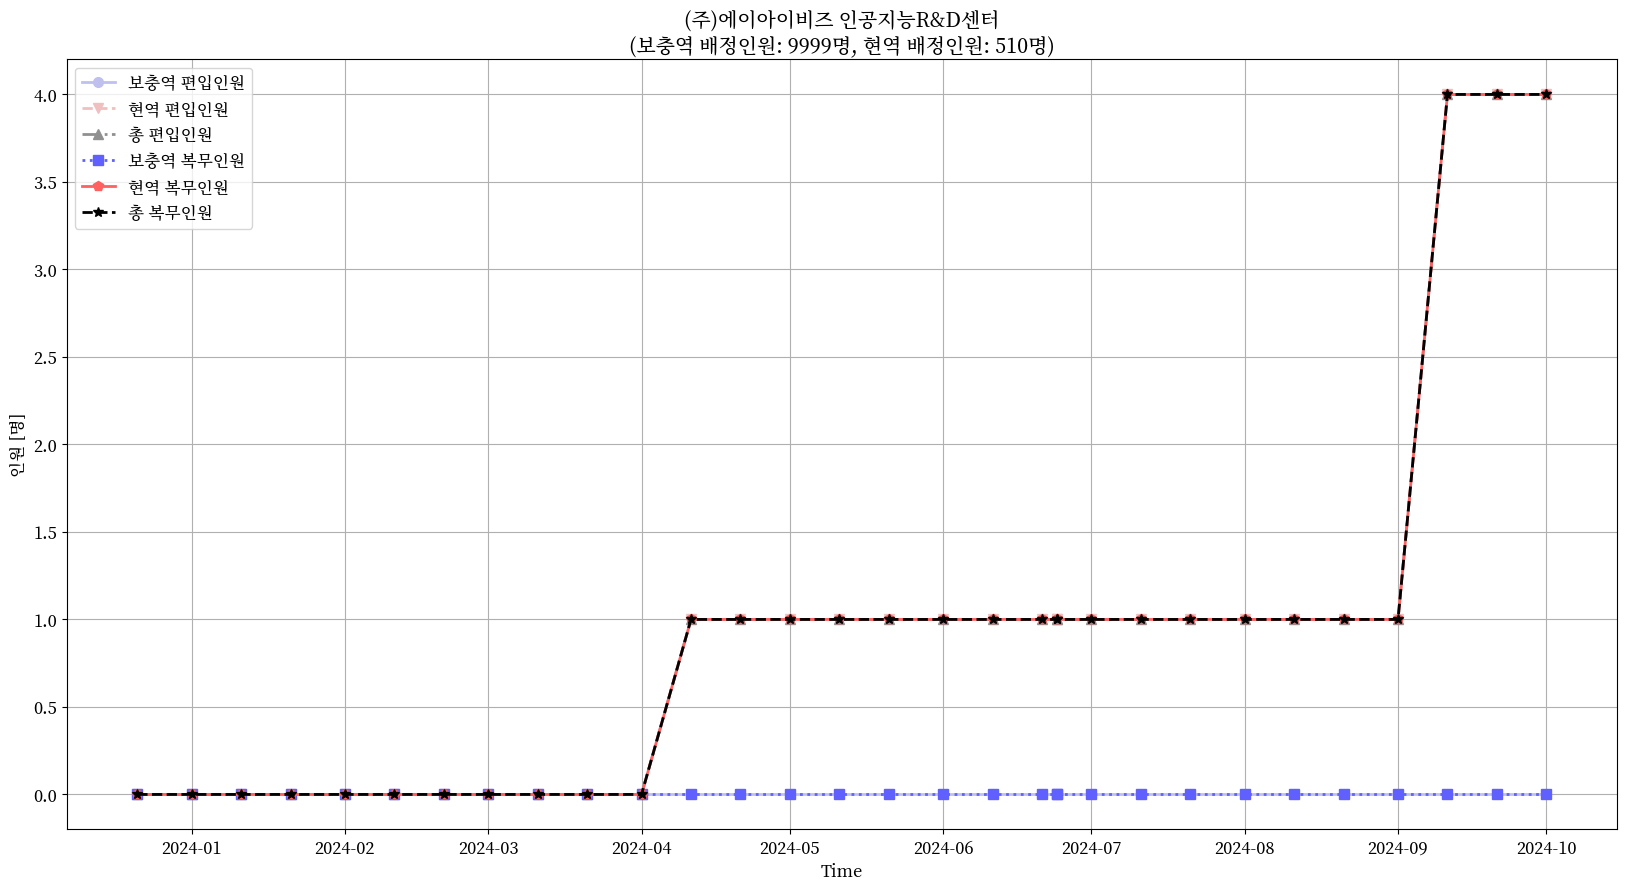 (주)에이아이비즈 인공지능R&D센터
(보충역 배정인원: 9999명, 현역 배정인원: 510명)
보충역 편입인원
현역 편입인원
총 편입인원
보충역 복무인원
현역 복무인원
총 복무인원
인원 [명]
4.0
3.5
3.0
2.5
2.0
1.5
1.0
0.5
0.0
2024-01
2024-02
2024-03
2024-04
2024-05
2024-06
2024-07
2024-08
2024-09
2024-10
Time